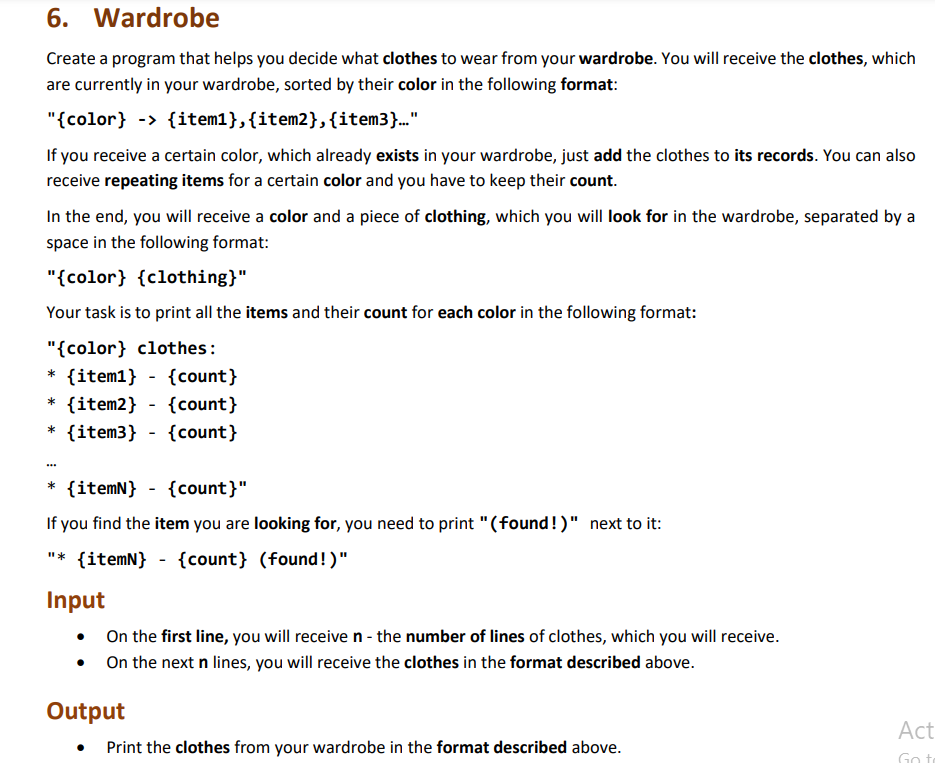 6. Wardrobe
Create a program that helps you decide what clothes to wear from your wardrobe. You will receive the clothes, which
are currently in your wardrobe, sorted by their color in the following format:
"{color} -> {item1},{item2},{item3}…"
If you receive a certain color, which already exists in your wardrobe, just add the clothes to its records. You can also
receive repeating items for a certain color and you have to keep their count.
In the end, you will receive a color and a piece of clothing, which you will look for in the wardrobe, separated by a
space in the following format:
"{color} {clothing}"
Your task is to print all the items and their count for each color in the following format:
"{color} clothes:
* {item1} - {count}
* {item2} - {count}
* {item3} - {count}
…
* {itemN} - {count}"
If you find the item you are looking for, you need to print "(found!)" next to it:
"* {itemN} - {count} (found!)"
Input
• On the first line, you will receive n - the number of lines of clothes, which you will receive.
• On the next n lines, you will receive the clothes in the format described above.
Output
• Print the clothes from your wardrobe in the format described above.
Act